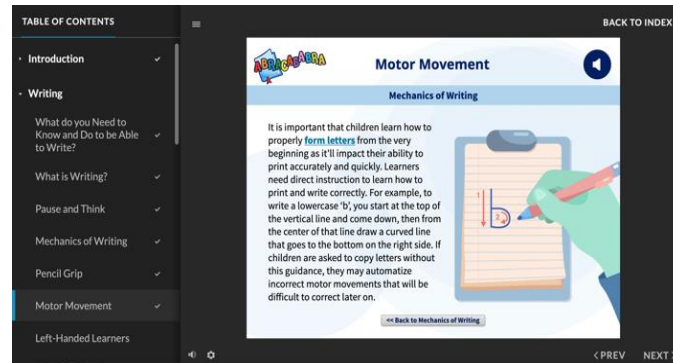 TABLE OF CONTENTS
BACK TO INDEX
Introduction
Writing
What do you Need to
Know and Do to be Able
to Write?
What is Writing?
Pause and Think
Mechanics of Writing
Pencil Grip
Motor Movement
Left-Handed Learners
ABRACADABRA
Motor Movement
Mechanics of Writing
It is important that children learn how to
properly form letters from the very
beginning as it'll impact their ability to
print accurately and quickly. Learners
need direct instruction to learn how to
print and write correctly. For example, to
write a lowercase 'b', you start at the top of
the vertical line and come down, then from
the center of that line draw a curved line
that goes to the bottom on the right side. If
children are asked to copy letters without
this guidance, they may automatize
incorrect motor movements that will be
difficult to correct later on.
1
2
<< Back to Mechanics of Writing
< PREV
NEXT >